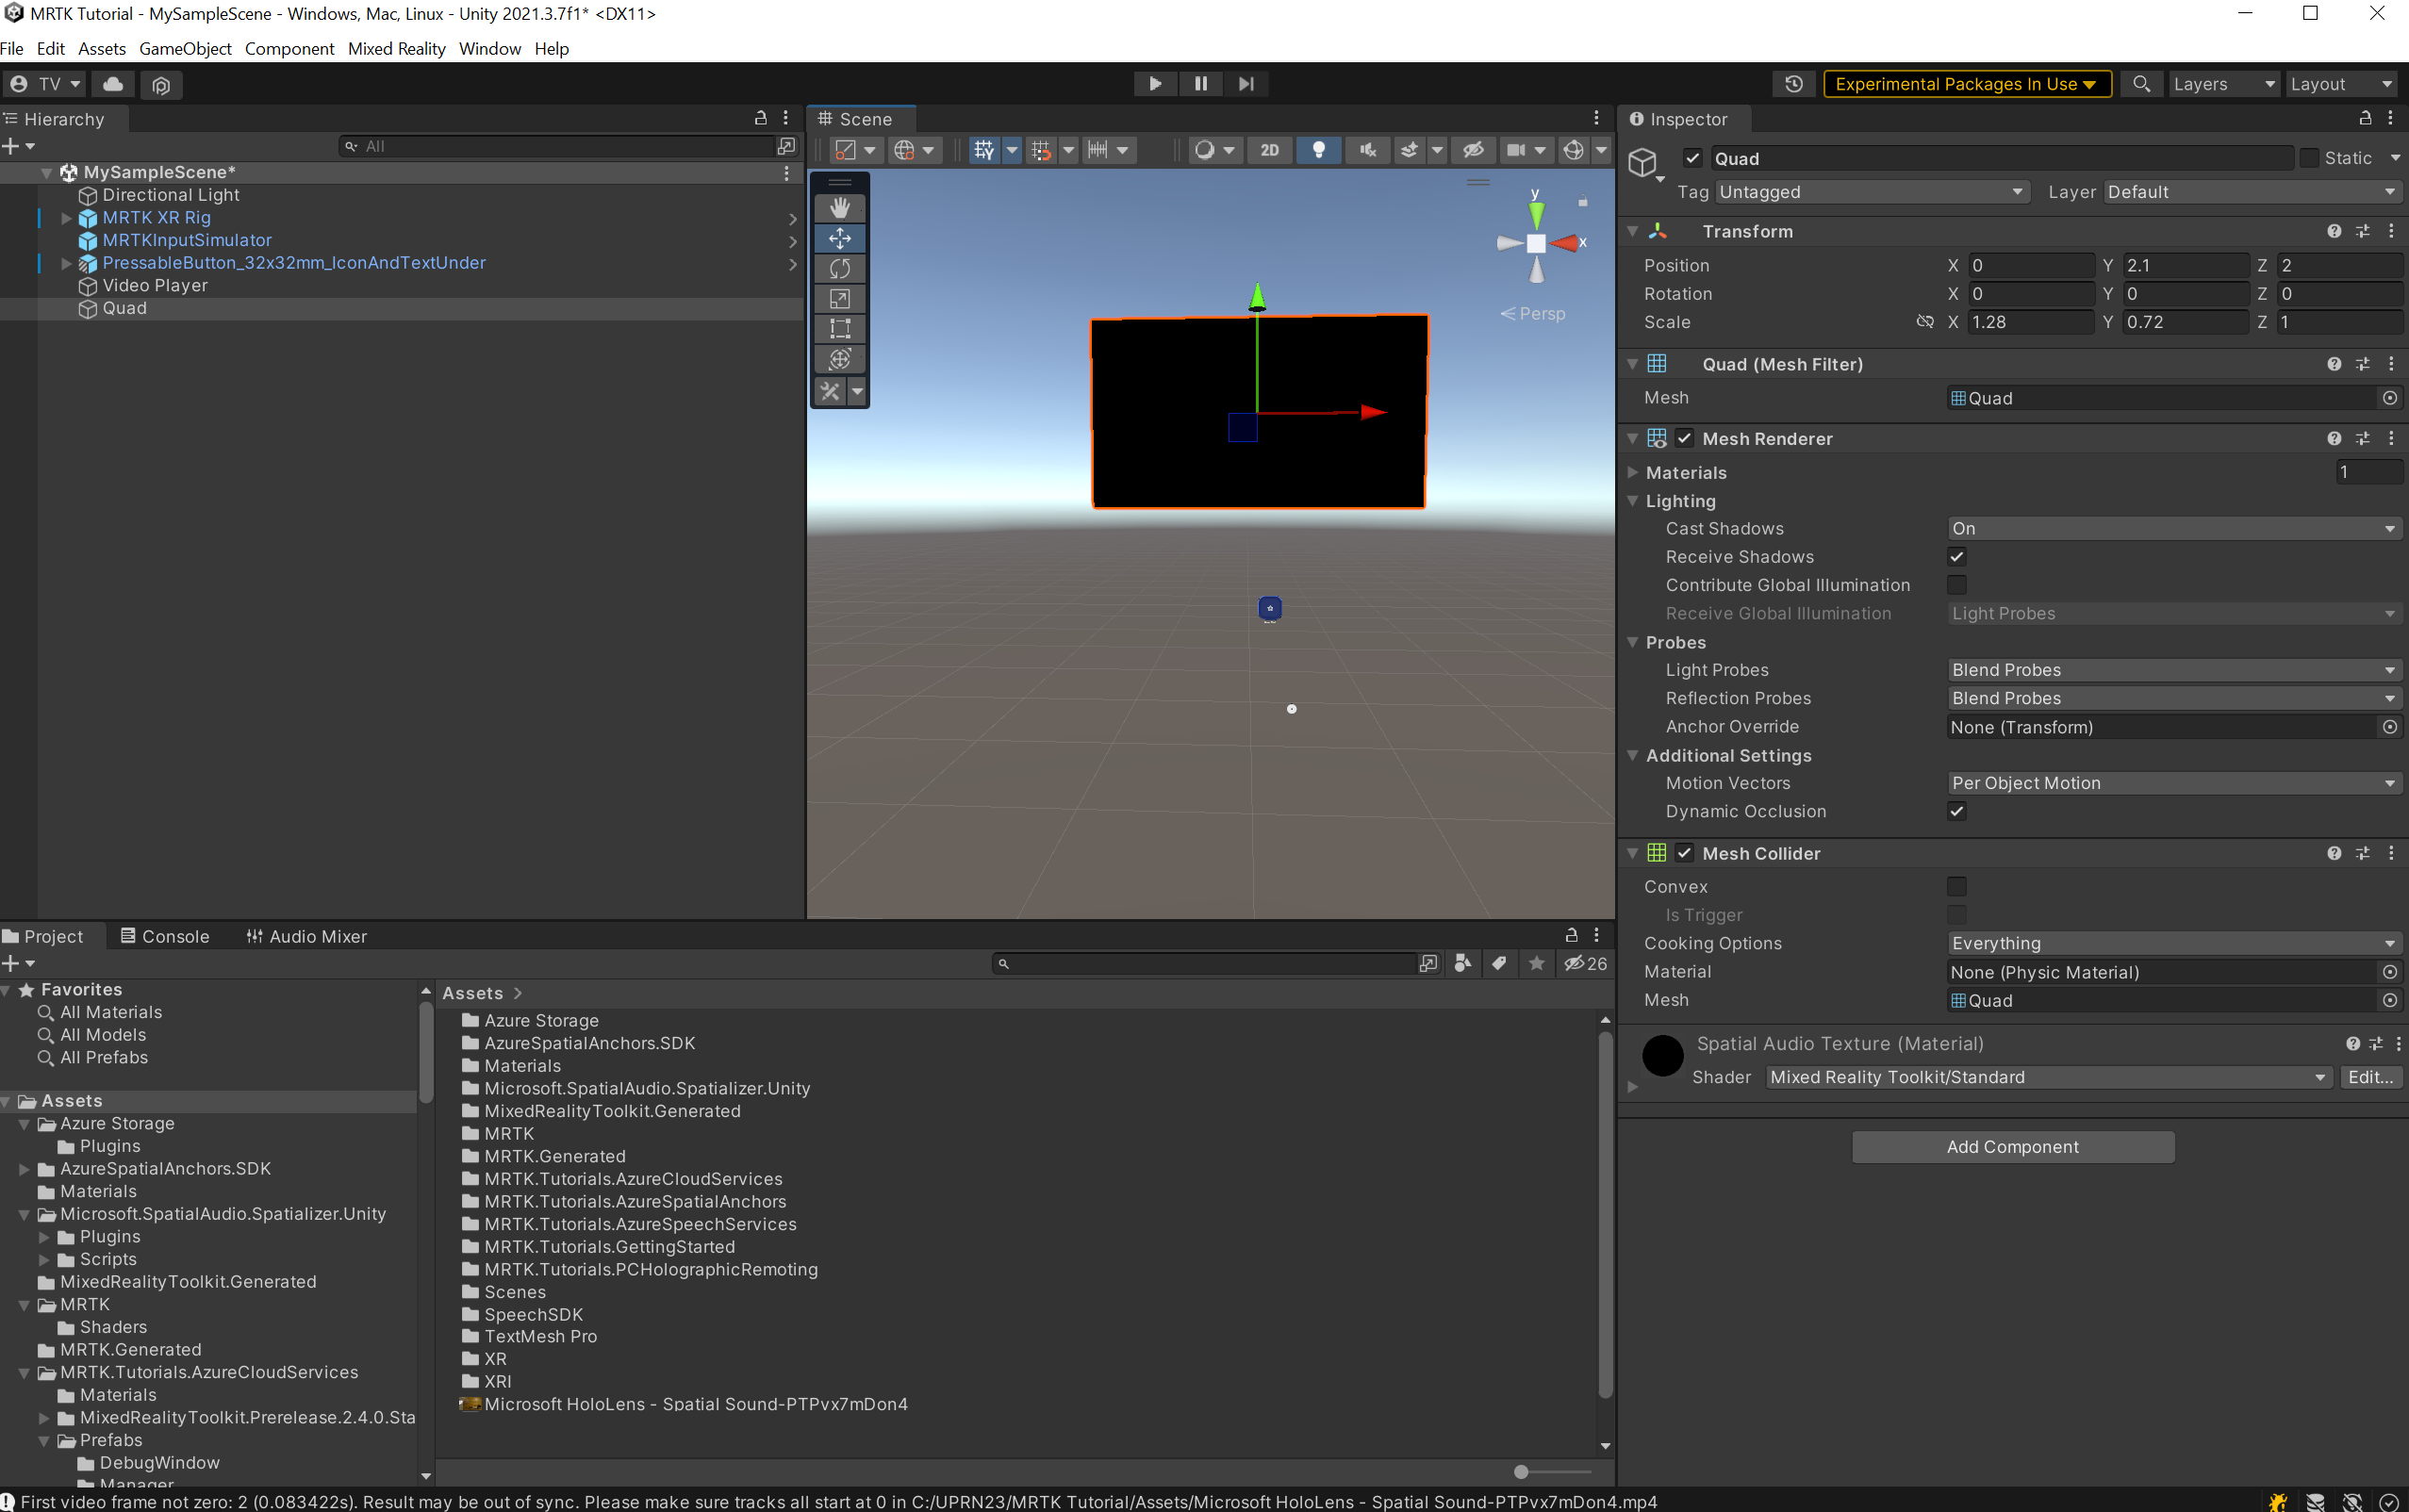 MRTK Tutorial - MySampleScene - Windows, Mac, Linux - Unity 2021.3.7f1* <DX11>
File Edit Assets GameObject Component Mixed Reality Window Help
TV
Experimental Packages In Use
Layers
Layout
Hierarchy
All
MySampleScene*
Directional Light
MRTK XR Rig
MRTKInputSimulator
PressableButton_32x32mm_IconAndTextUnder
Video Player
Quad
Scene
2D
y
x
Persp
Inspector
Quad
Static
Tag Untagged Layer Default
Transform
Position X 0 Y 2.1 Z 2
Rotation X 0 Y 0 Z 0
Scale X 1.28 Y 0.72 Z 1
Quad (Mesh Filter)
Mesh Quad
Mesh Renderer
Materials 1
Lighting
Cast Shadows On
Receive Shadows
Contribute Global Illumination
Receive Global Illumination Light Probes
Probes
Light Probes Blend Probes
Reflection Probes Blend Probes
Anchor Override None (Transform)
Additional Settings
Motion Vectors Per Object Motion
Dynamic Occlusion
Mesh Collider
Convex
Is Trigger
Cooking Options Everything
Material None (Physic Material)
Mesh Quad
Spatial Audio Texture (Material)
Shader Mixed Reality Toolkit/Standard Edit...
Add Component
Project Console Audio Mixer
26
Favorites
All Materials
All Models
All Prefabs
Assets
Azure Storage
Plugins
AzureSpatialAnchors.SDK
Materials
Microsoft.SpatialAudio.Spatializer.Unity
Plugins
Scripts
MixedRealityToolkit.Generated
MRTK
Shaders
MRTK.Generated
MRTK.Tutorials.AzureCloudServices
Materials
MixedRealityToolkit.Prerelease.2.4.0.Sta
Prefabs
DebugWindow
Manager
Assets >
Azure Storage
AzureSpatialAnchors.SDK
Materials
Microsoft.SpatialAudio.Spatializer.Unity
MixedRealityToolkit.Generated
MRTK
MRTK.Generated
MRTK.Tutorials.AzureCloudServices
MRTK.Tutorials.AzureSpatialAnchors
MRTK.Tutorials.AzureSpeechServices
MRTK.Tutorials.GettingStarted
MRTK.Tutorials.PCHolographicRemoting
Scenes
SpeechSDK
TextMesh Pro
XR
XRI
Microsoft HoloLens - Spatial Sound-PTPvx7mDon4
First video frame not zero: 2 (0.083422s). Result may be out of sync. Please make sure tracks all start at 0 in C:/UPRN23/MRTK Tutorial/Assets/Microsoft HoloLens - Spatial Sound-PTPvx7mDon4.mp4